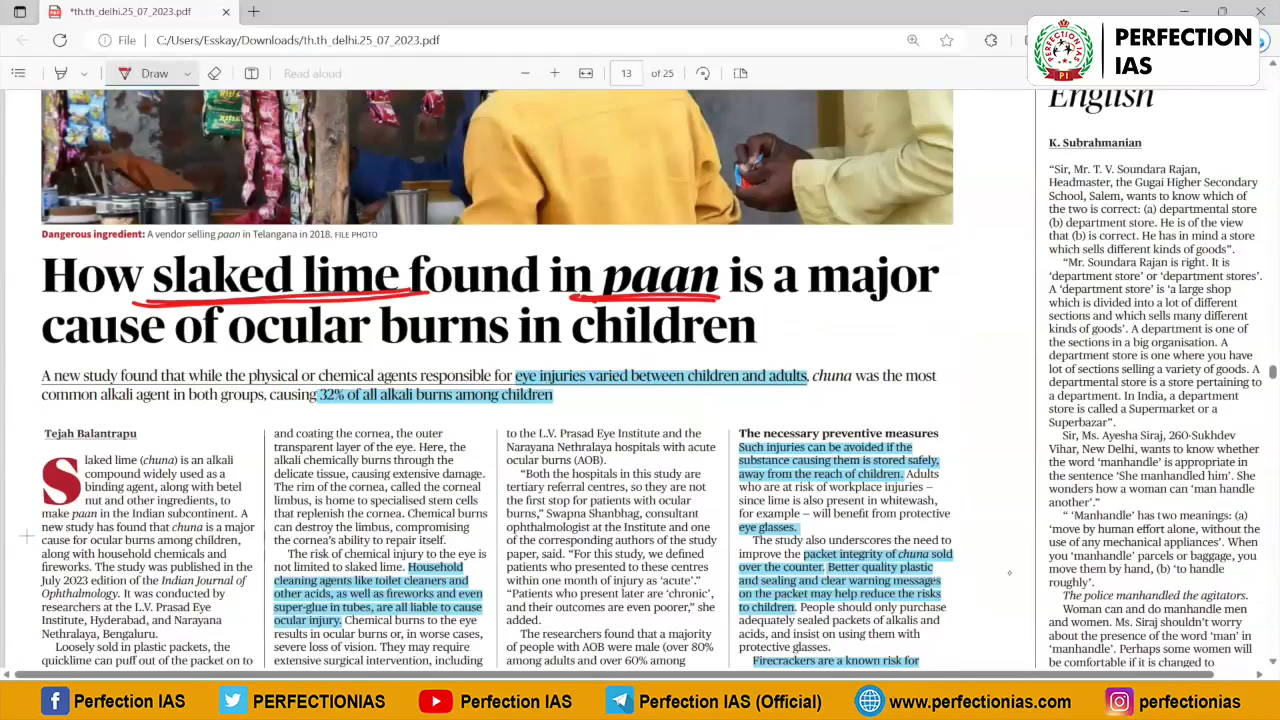 *th.th_delhi.25_07_2023.pdf
File
C:/Users/Esskay/Downloads/th.th_delhi.25_07_2023.pdf
PERFECTION
IAS
PERFECTION IAS
PI
Draw
Read aloud
13
of 25
Dangerous ingredient: A vendor selling paan in Telangana in 2018. FILE PHOTO
How slaked lime found in paan is a major
cause of ocular burns in children
A new study found that while the physical or chemical agents responsible for eye injuries varied between children and adults, chuna was the most
common alkali agent in both groups, causing 32% of all alkali burns among children
Tejah Balantrapu
Slaked lime (chuna) is an alkali
compound widely used as a
binding agent, along with betel
nut and other ingredients, to
make paan in the Indian subcontinent. A
new study has found that chuna is a major
cause for ocular burns among children,
along with household chemicals and
fireworks. The study was published in the
July 2023 edition of the Indian Journal of
Ophthalmology. It was conducted by
researchers at the L.V. Prasad Eye
Institute, Hyderabad, and Narayana
Nethralaya, Bengaluru.
Loosely sold in plastic packets, the
quicklime can puff out of the packet on to
and coating the cornea, the outer
transparent layer of the eye. Here, the
alkali chemically burns through the
delicate tissue, causing extensive damage.
The rim of the cornea, called the corneal
limbus, is home to specialised stem cells
that replenish the cornea. Chemical burns
can destroy the limbus, compromising
the cornea's ability to repair itself.
The risk of chemical injury to the eye is
not limited to slaked lime. Household
cleaning agents like toilet cleaners and
other acids, as well as fireworks and even
super-glue in tubes, are all liable to cause
ocular injury. Chemical burns to the eye
results in ocular burns or, in worse cases,
severe loss of vision. They may require
extensive surgical intervention, including
to the L.V. Prasad Eye Institute and the
Narayana Nethralaya hospitals with acute
ocular burns (AOB).
"Both the hospitals in this study are
tertiary referral centres, so they are not
the first stop for patients with ocular
burns," Swapna Shanbhag, consultant
ophthalmologist at the Institute and one
of the corresponding authors of the study
paper, said. "For this study, we defined
patients who presented to these centres
within one month of injury as 'acute'."
"Patients who present later are 'chronic',
and their outcomes are even poorer," she
added.
The researchers found that a majority
of people with AOB were male (over 80%
among adults and over 60% among
The necessary preventive measures
Such injuries can be avoided if the
substance causing them is stored safely,
away from the reach of children. Adults
who are at risk of workplace injuries –
since lime is also present in whitewash,
for example – will benefit from protective
eye glasses.
The study also underscores the need to
improve the packet integrity of chuna sold
over the counter. Better quality plastic
and sealing and clear warning messages
on the packet may help reduce the risks
to children. People should only purchase
adequately sealed packets of alkalis and
acids, and insist on using them with
protective glasses.
Firecrackers are a known risk for
English
K. Subrahmanian
"Sir, Mr. T. V. Soundara Rajan,
Headmaster, the Gugai Higher Secondary
School, Salem, wants to know which of
the two is correct: (a) departmental store
(b) department store. He is of the view
that (b) is correct. He has in mind a store
which sells different kinds of goods".
"Mr. Soundara Rajan is right. It is
'department store' or 'department stores'.
A 'department store' is 'a large shop
which is divided into a lot of different
sections and which sells many different
kinds of goods'. A department is one of
the sections in a big organisation. A
department store is one where you have
lot of sections selling a variety of goods. A
departmental store is a store pertaining to
a department. In India, a department
store is called a Supermarket or a
Superbazar".
Sir, Ms. Ayesha Siraj, 260-Sukhdev
Vihar, New Delhi, wants to know whether
the word 'manhandle' is appropriate in
the sentence 'She manhandled him'. She
wonders how a woman can 'man handle
another'."
"'Manhandle' has two meanings: (a)
'move by human effort alone, without the
use of any mechanical appliances'. When
you 'manhandle' parcels or baggage, you
move them by hand, (b) 'to handle
roughly'.
The police manhandled the agitators.
Woman can and do manhandle men
and women. Ms. Siraj shouldn't worry
about the presence of the word 'man' in
'manhandle'. Perhaps some women will
be comfortable if it is changed to
Perfection IAS
PERFECTIONIAS
Perfection IAS
Perfection IAS (Official)
www.perfectionias.com
perfectionias